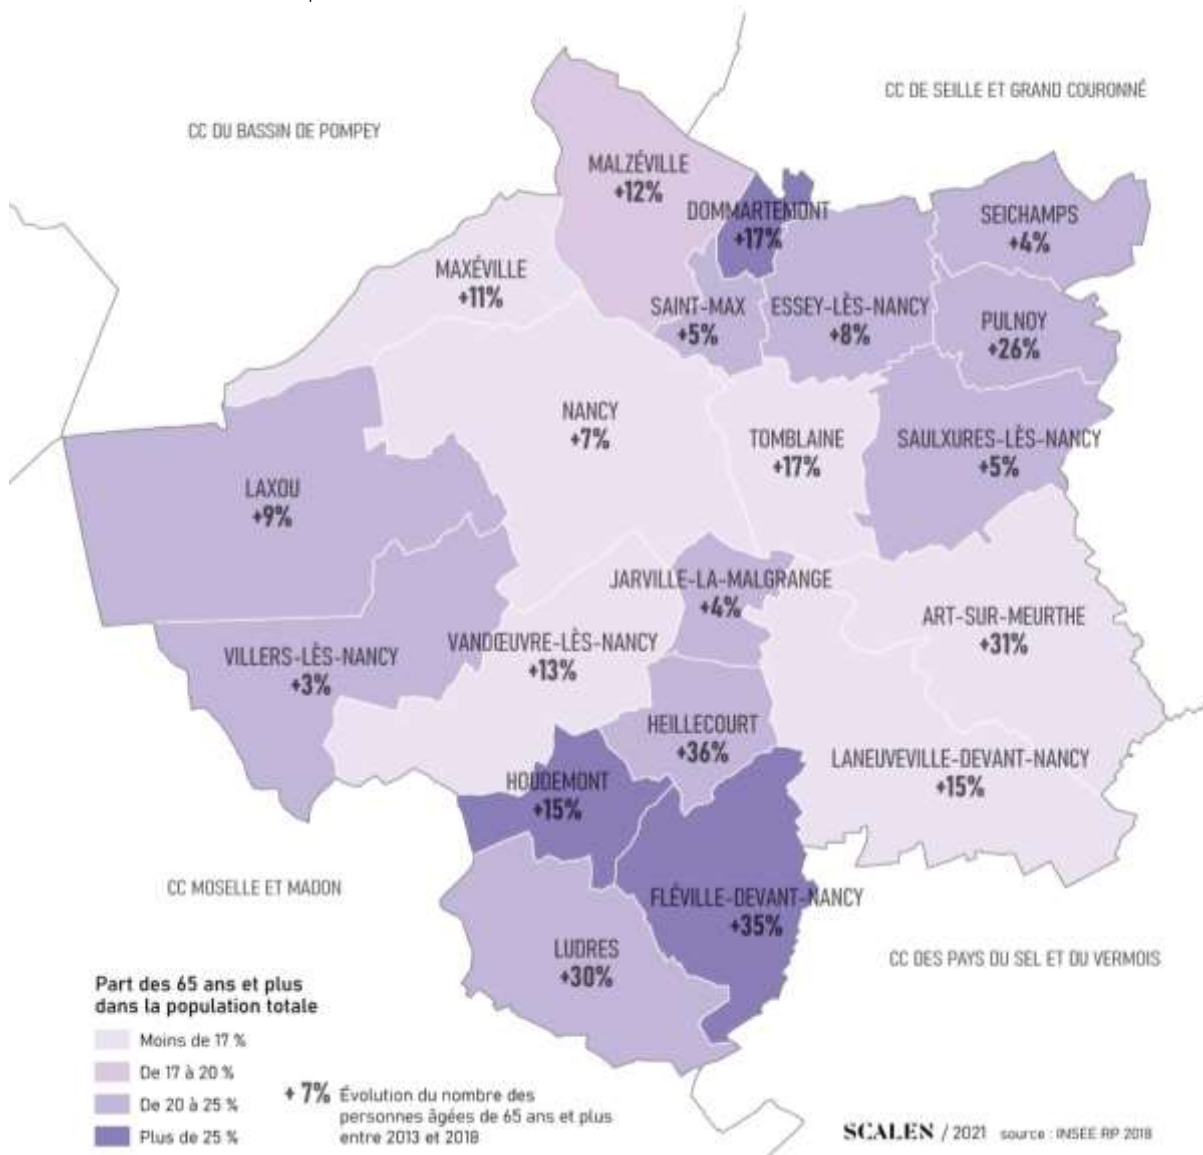 CC DE SEILLE ET GRAND COURONNÉ
CC DU BASSIN DE POMPEY
MALZÉVILLE
+12%
DOMMARTEMONT
+17%
SEICHAMPS
+4%
MAXÉVILLE
+11%
SAINT-MAX
+5%
ESSEY-LÈS-NANCY
+8%
PULNOY
+26%
NANCY
+7%
TOMBLAINE
+17%
SAULXURES-LÈS-NANCY
+5%
LAXOU
+9%
JARVILLE-LA-MALGRANGE
+4%
ART-SUR-MEURTHE
+31%
VILLERS-LÈS-NANCY
+3%
VANDŒUVRE-LÈS-NANCY
+13%
HEILLECOURT
+36%
LANEUVEVILLE-DEVANT-NANCY
+15%
HOUDEMONT
+15%
FLÉVILLE-DEVANT-NANCY
+35%
LUDRES
+30%
CC MOSELLE ET MADON
CC DES PAYS DU SEL ET DU VERMOIS
Part des 65 ans et plus
dans la population totale
Moins de 17 %
De 17 à 20 %
De 20 à 25 %
Plus de 25 %
+ 7% Évolution du nombre des
personnes âgées de 65 ans et plus
entre 2013 et 2018
SCALEN / 2021 source : INSEE RP 2018